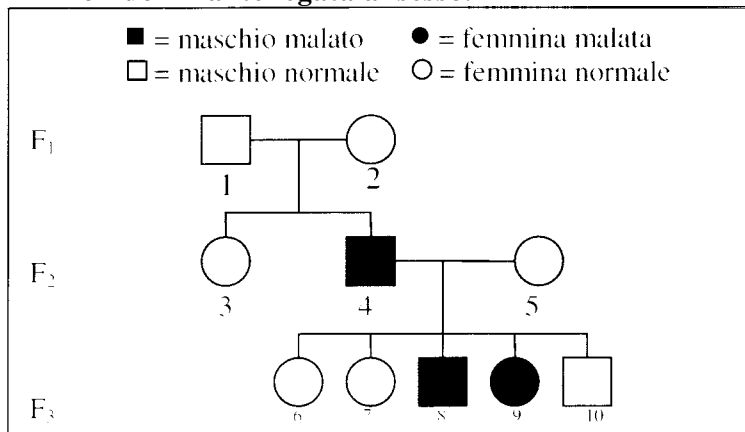 ■ = maschio malato ● = femmina malata
□ = maschio normale ○ = femmina normale
F₁
1 2
F₂
3 4 5
F₃
6 7 8 9 10